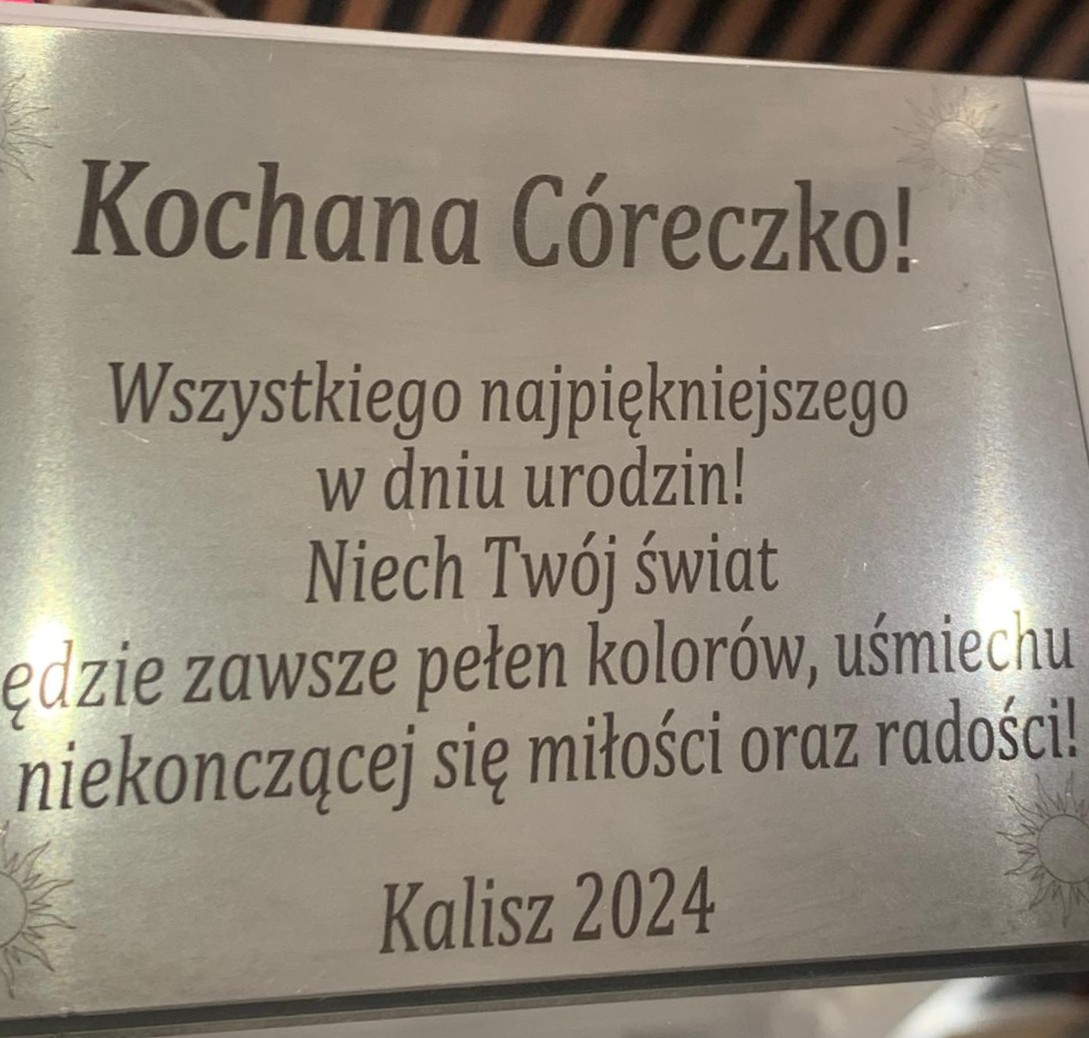 Kochana Córeczko!
Wszystkiego najpiękniejszego
w dniu urodzin!
Niech Twój świat
ędzie zawsze pełen kolorów, uśmiechu
niekonczącej się miłości oraz radości!
Kalisz 2024